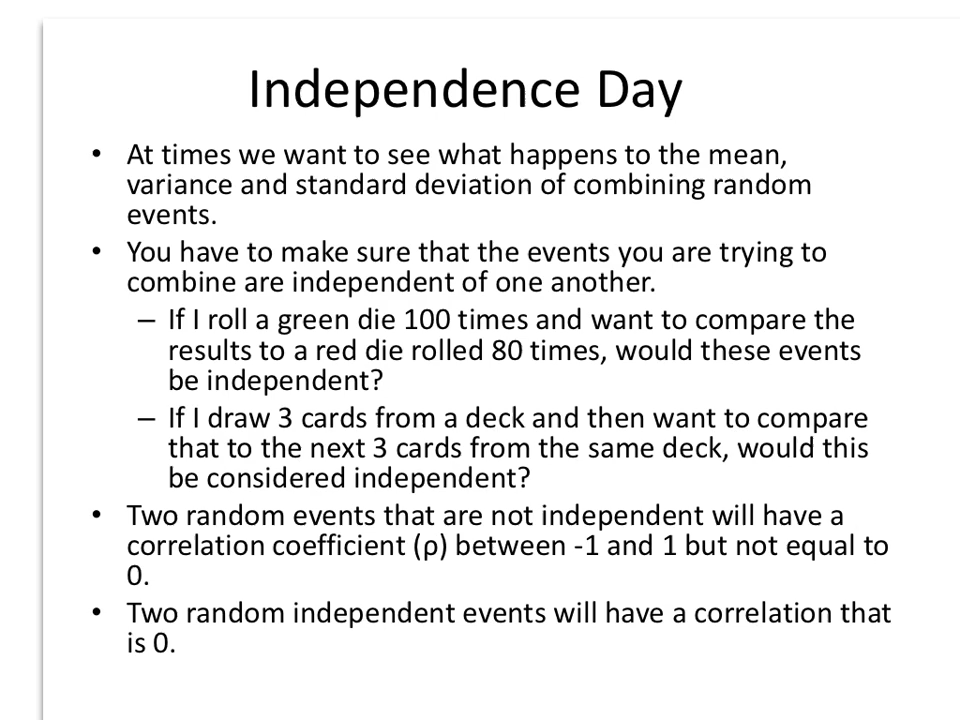 Independence Day
• At times we want to see what happens to the mean,
variance and standard deviation of combining random
events.
• You have to make sure that the events you are trying to
combine are independent of one another.
– If I roll a green die 100 times and want to compare the
results to a red die rolled 80 times, would these events
be independent?
– If I draw 3 cards from a deck and then want to compare
that to the next 3 cards from the same deck, would this
be considered independent?
• Two random events that are not independent will have a
correlation coefficient (ρ) between -1 and 1 but not equal to
0.
• Two random independent events will have a correlation that
is 0.